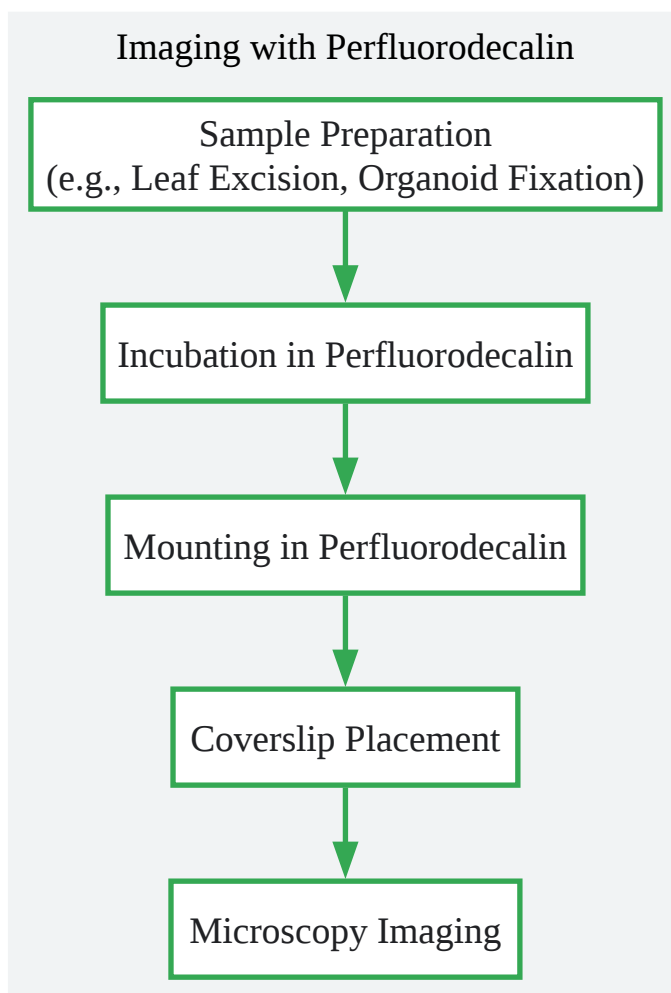 Imaging with Perfluorodecalin
Sample Preparation
(e.g., Leaf Excision, Organoid Fixation)
Incubation in Perfluorodecalin
Mounting in Perfluorodecalin
Coverslip Placement
Microscopy Imaging